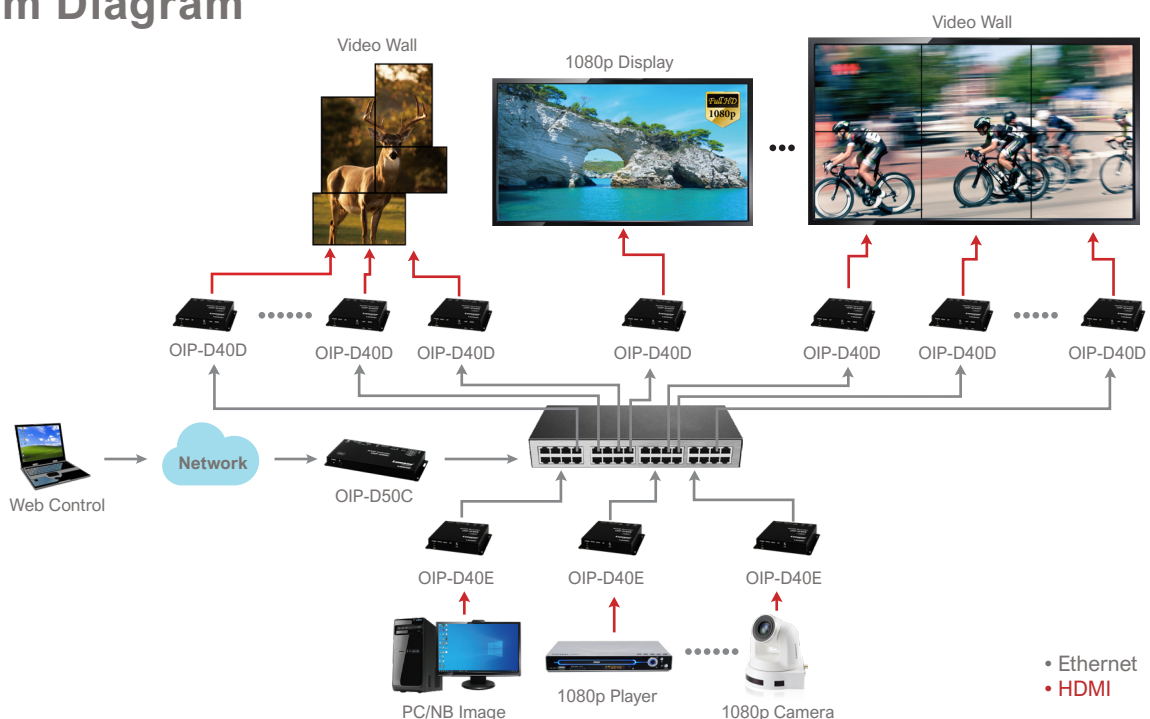 m Diagram
Video Wall
1080p Display
Video Wall
Full HD
1080p
OIP-D40D
OIP-D40D
OIP-D40D
OIP-D40D
OIP-D40D
OIP-D40D
OIP-D40D
Web Control
Network
OIP-D50C
OIP-D40E
OIP-D40E
OIP-D40E
PC/NB Image
1080p Player
1080p Camera
• Ethernet
• HDMI